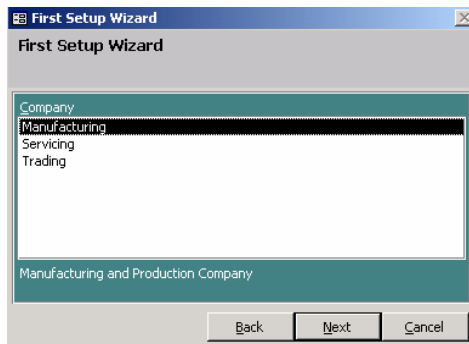 First Setup Wizard
First Setup Wizard
Company
Manufacturing
Servicing
Trading
Manufacturing and Production Company
Back Next Cancel